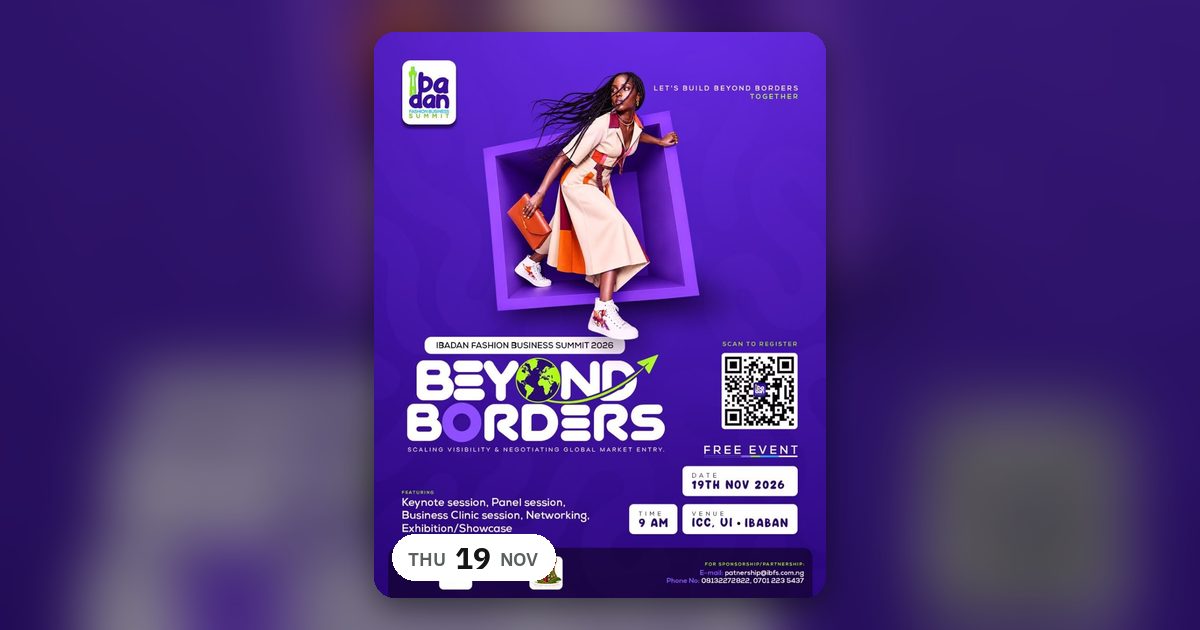 iba
dan
FASHION BUSINESS
SUMMIT
LET'S BUILD BEYOND BORDERS
TOGETHER
IBADAN FASHION BUSINESS SUMMIT 2026
BEYOND
BORDERS
SCALING VISIBILITY & NEGOTIATING GLOBAL MARKET ENTRY.
SCAN TO REGISTER
FREE EVENT
DATE
19TH NOV 2026
TIME
9 AM
VENUE
ICC, UI • IBABAN
FEATURING
Keynote session, Panel session,
Business Clinic session, Networking,
Exhibition/Showcase
THU 19 NOV
FOR SPONSORSHIP/PARTNERSHIP:
E-mail: patnership@ibfs.com.ng
Phone No: 08132272822, 0701 223 5437